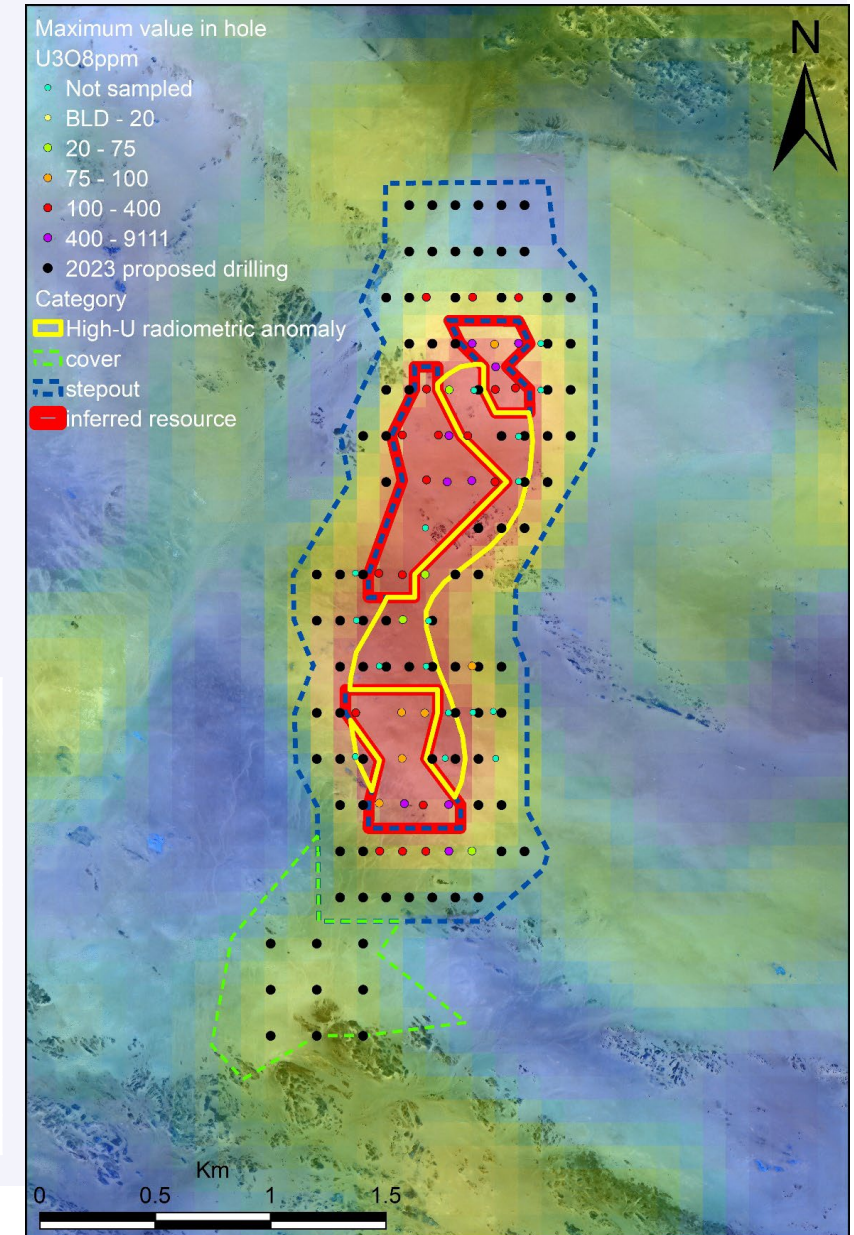 Maximum value in hole
U3O8ppm
Not sampled
BLD - 20
20 - 75
75 - 100
100 - 400
400 - 9111
2023 proposed drilling
Category
High-U radiometric anomaly
cover
stepout
inferred resource
N
Km
0 0.5 1 1.5